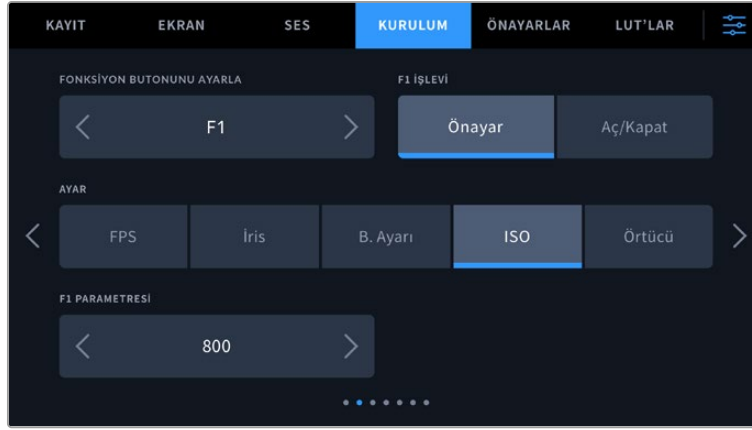 KAYIT EKRAN SES KURULUM ÖNAYARLAR LUT'LAR
FONKSİYON BUTONUNU AYARLA F1 İŞLEVİ
F1 Önayar Aç/Kapat
AYAR
FPS İris B. Ayarı ISO Örtücü
F1 PARAMETRESİ
800